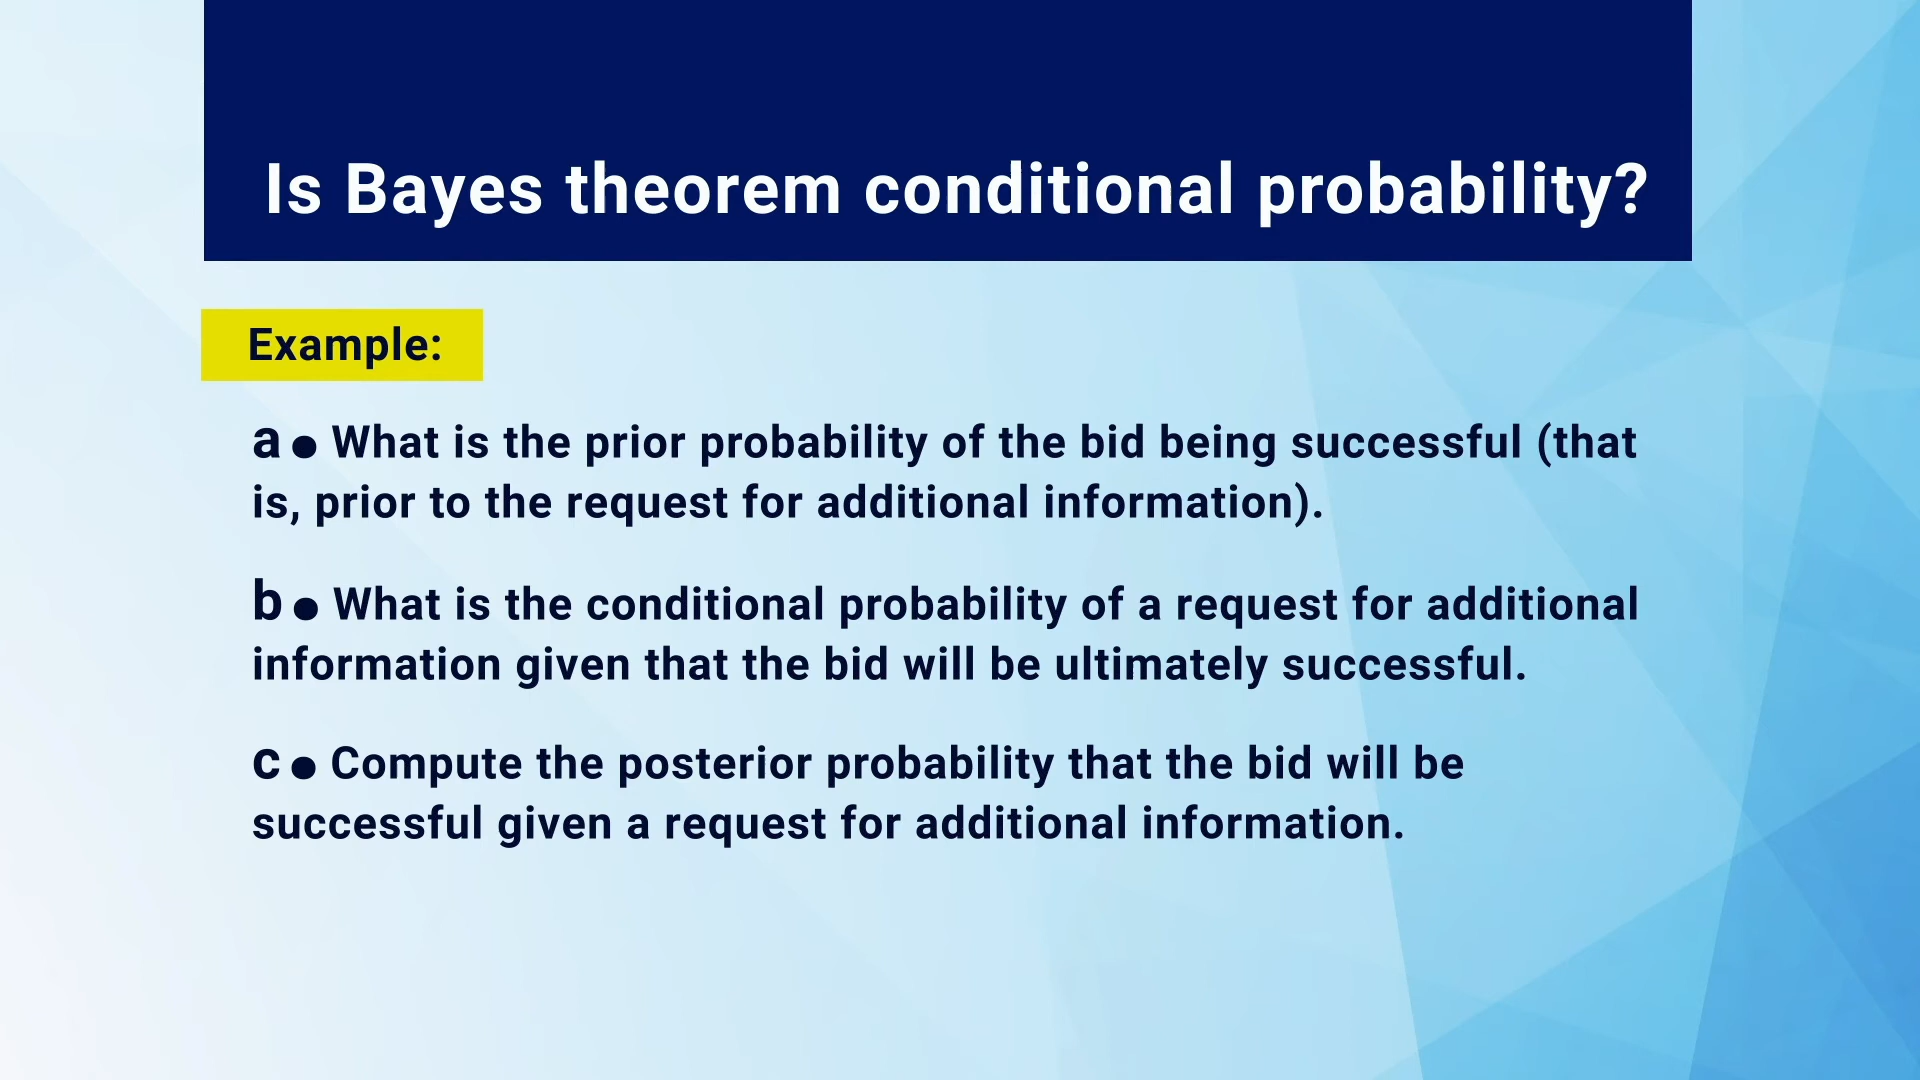 Is Bayes theorem conditional probability?
Example:
a. What is the prior probability of the bid being successful (that
is, prior to the request for additional information).
b. What is the conditional probability of a request for additional
information given that the bid will be ultimately successful.
c. Compute the posterior probability that the bid will be
successful given a request for additional information.